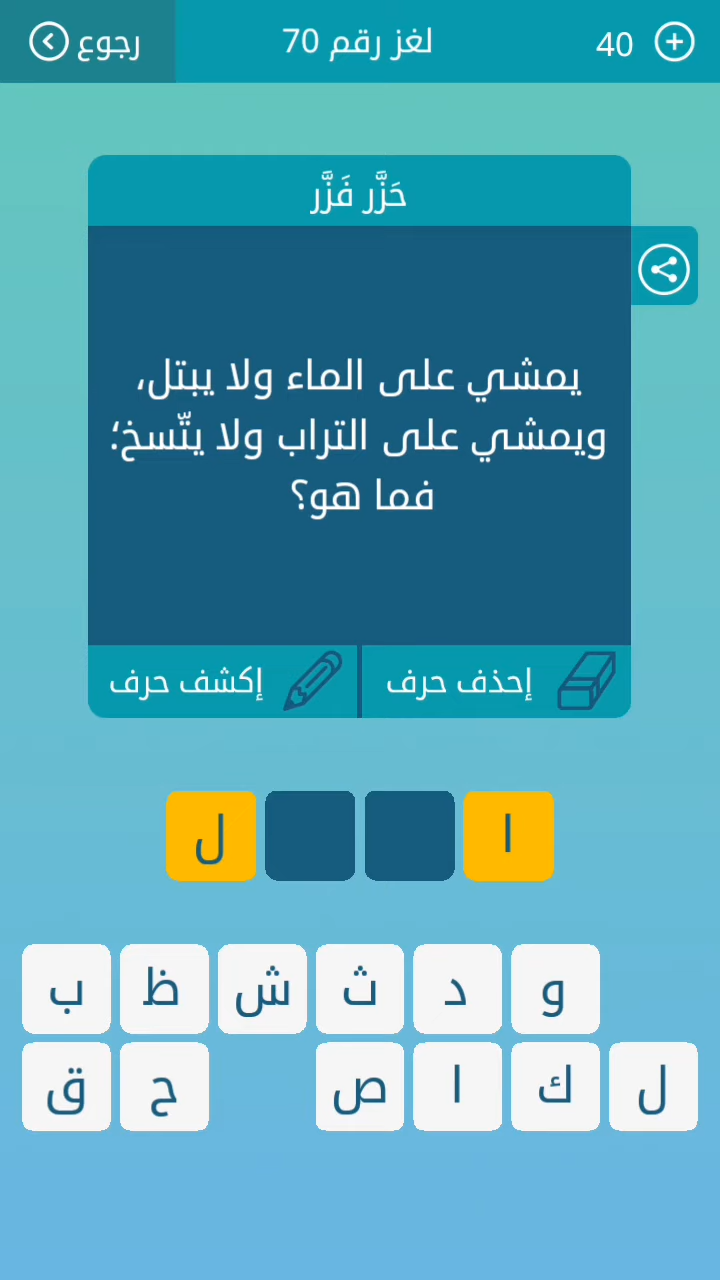 رجوع
لغز رقم 70
40
حَزَّر فَزَّر
يمشي على الماء ولا يبتل،
ويمشي على التراب ولا يتّسخ؛
فما هو؟
إحذف حرف
إكشف حرف
ا ل
و د ث ش ظ ب
ل ك ا ص ح ق